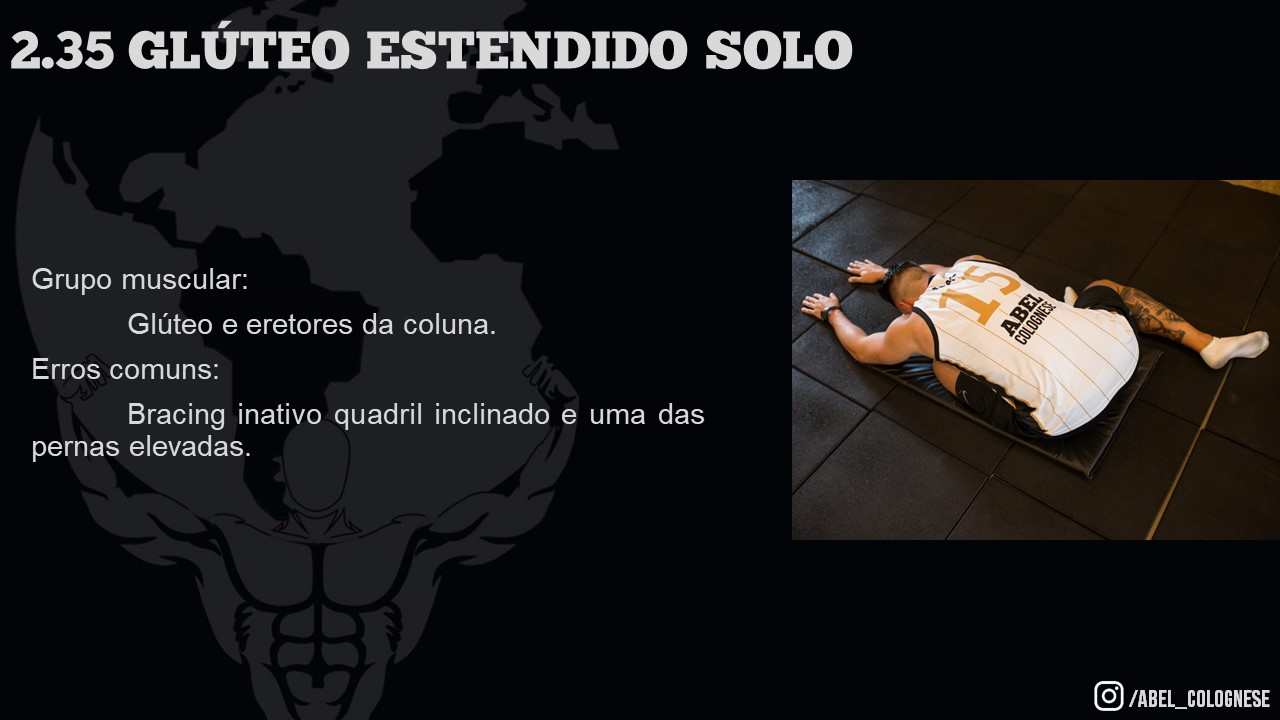 2.35 GLÚTEO ESTENDIDO SOLO
Grupo muscular:
Glúteo e eretores da coluna.
Erros comuns:
Bracing inativo quadril inclinado e uma das
pernas elevadas.
15
ABEL
COLOGNESE
/ABEL_COLOGNESE